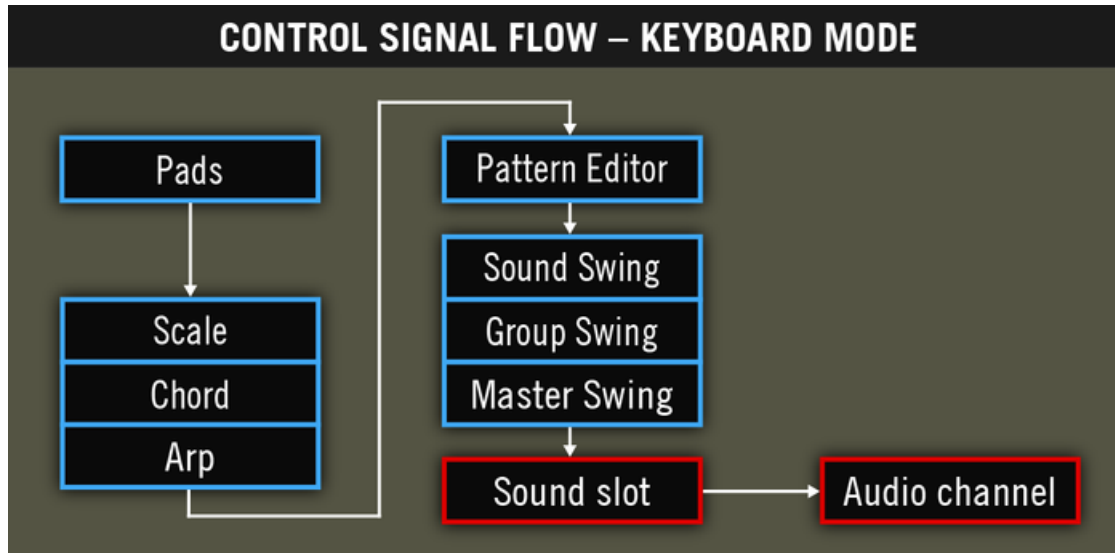 CONTROL SIGNAL FLOW – KEYBOARD MODE
Pads
Scale
Chord
Arp
Pattern Editor
Sound Swing
Group Swing
Master Swing
Sound slot
Audio channel